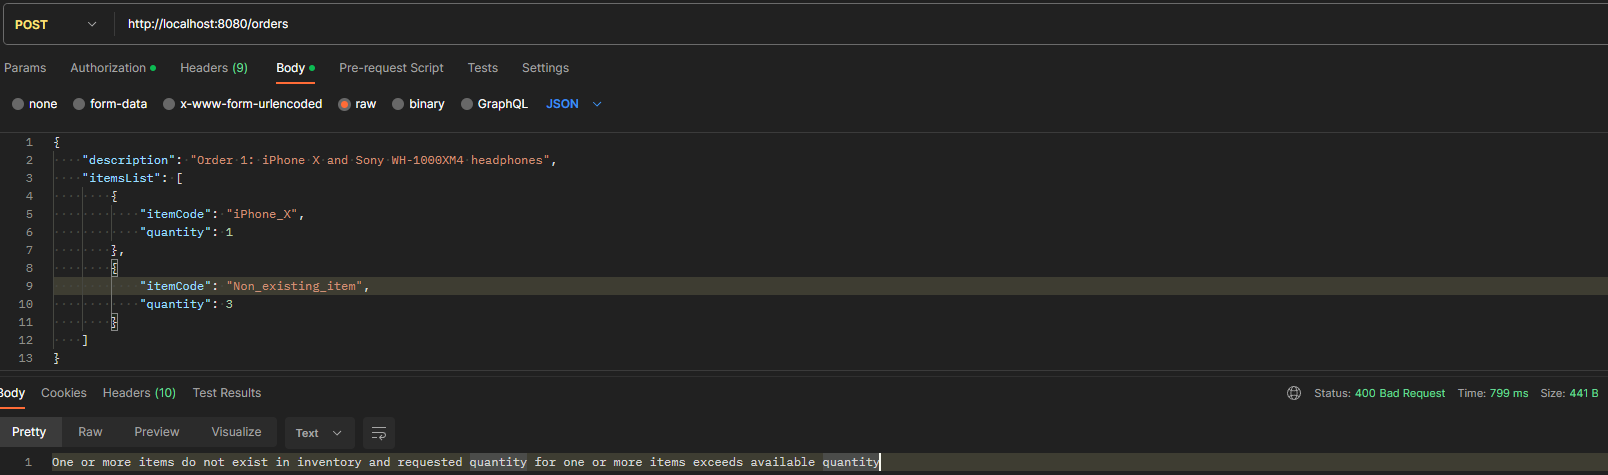 POST http://localhost:8080/orders
Params Authorization Headers (9) Body Pre-request Script Tests Settings
none form-data x-www-form-urlencoded raw binary GraphQL JSON
1 {
2 "description": "Order 1: iPhone X and Sony WH-1000XM4 headphones",
3 "itemsList": [
4 {
5 "itemCode": "iPhone_X",
6 "quantity": 1
7 },
8 {
9 "itemCode": "Non_existing_item",
10 "quantity": 3
11 }
12 ]
13 }
Body Cookies Headers (10) Test Results Status: 400 Bad Request Time: 799 ms Size: 441 B
Pretty Raw Preview Visualize Text
1 One or more items do not exist in inventory and requested quantity for one or more items exceeds available quantity